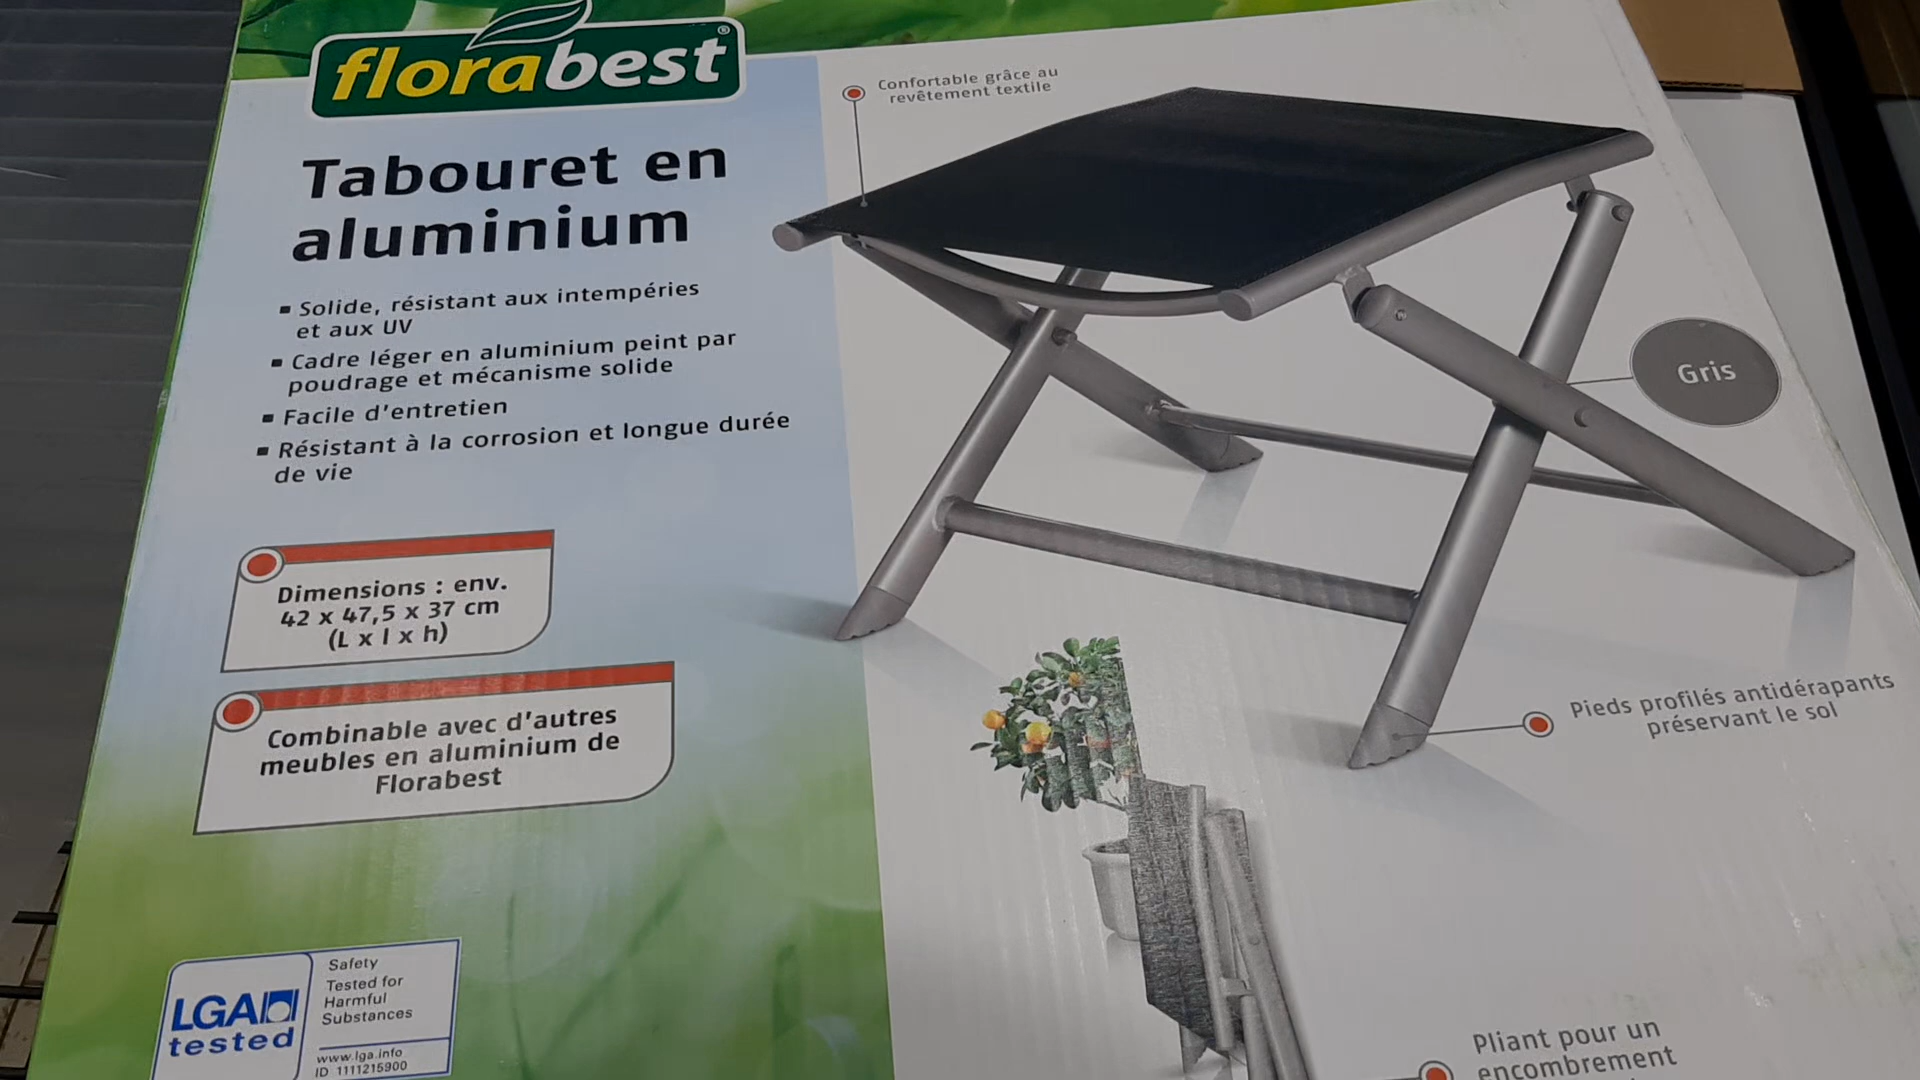 florabest®
Tabouret en
aluminium
▪ Solide, résistant aux intempéries
et aux UV
▪ Cadre léger en aluminium peint par
poudrage et mécanisme solide
▪ Facile d'entretien
▪ Résistant à la corrosion et longue durée
de vie
Dimensions : env.
42 x 47,5 x 37 cm
(L x l x h)
Combinable avec d'autres
meubles en aluminium de
Florabest
LGA
tested
Safety
Tested for
Harmful
Substances
www.lga.info
ID 1111215900
Confortable grâce au
revêtement textile
Gris
Pieds profilés antidérapants
préservant le sol
Pliant pour un
encombrement